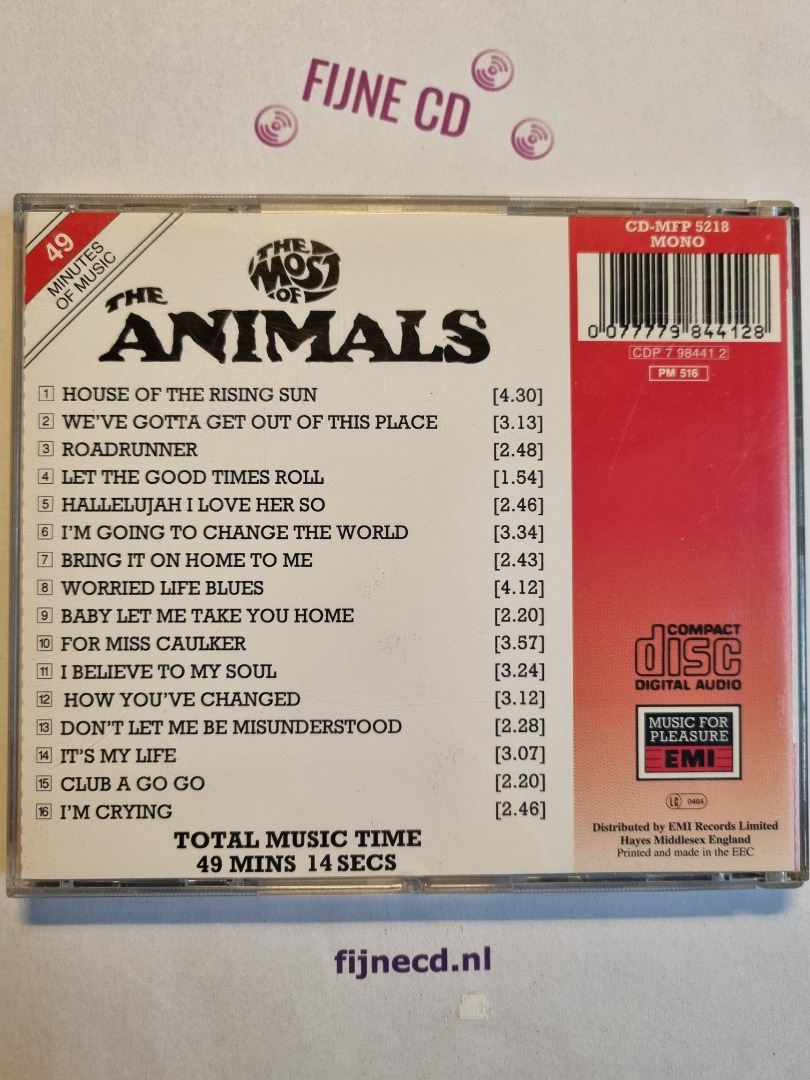 FIJNE CD
49
MINUTES
OF MUSIC
THE
MOST
OF
THE
ANIMALS
CD-MFP 5218
MONO
0 077779 844128
CDP 7 98441 2
PM 516
1 HOUSE OF THE RISING SUN [4.30]
2 WE'VE GOTTA GET OUT OF THIS PLACE [3.13]
3 ROADRUNNER [2.48]
4 LET THE GOOD TIMES ROLL [1.54]
5 HALLELUJAH I LOVE HER SO [2.46]
6 I'M GOING TO CHANGE THE WORLD [3.34]
7 BRING IT ON HOME TO ME [2.43]
8 WORRIED LIFE BLUES [4.12]
9 BABY LET ME TAKE YOU HOME [2.20]
10 FOR MISS CAULKER [3.57]
11 I BELIEVE TO MY SOUL [3.24]
12 HOW YOU'VE CHANGED [3.12]
13 DON'T LET ME BE MISUNDERSTOOD [2.28]
14 IT'S MY LIFE [3.07]
15 CLUB A GO GO [2.20]
16 I'M CRYING [2.46]
TOTAL MUSIC TIME
49 MINS 14 SECS
COMPACT
disc
DIGITAL AUDIO
MUSIC FOR
PLEASURE
EMI
LC 0464
Distributed by EMI Records Limited
Hayes Middlesex England
Printed and made in the EEC
fijnecd.nl